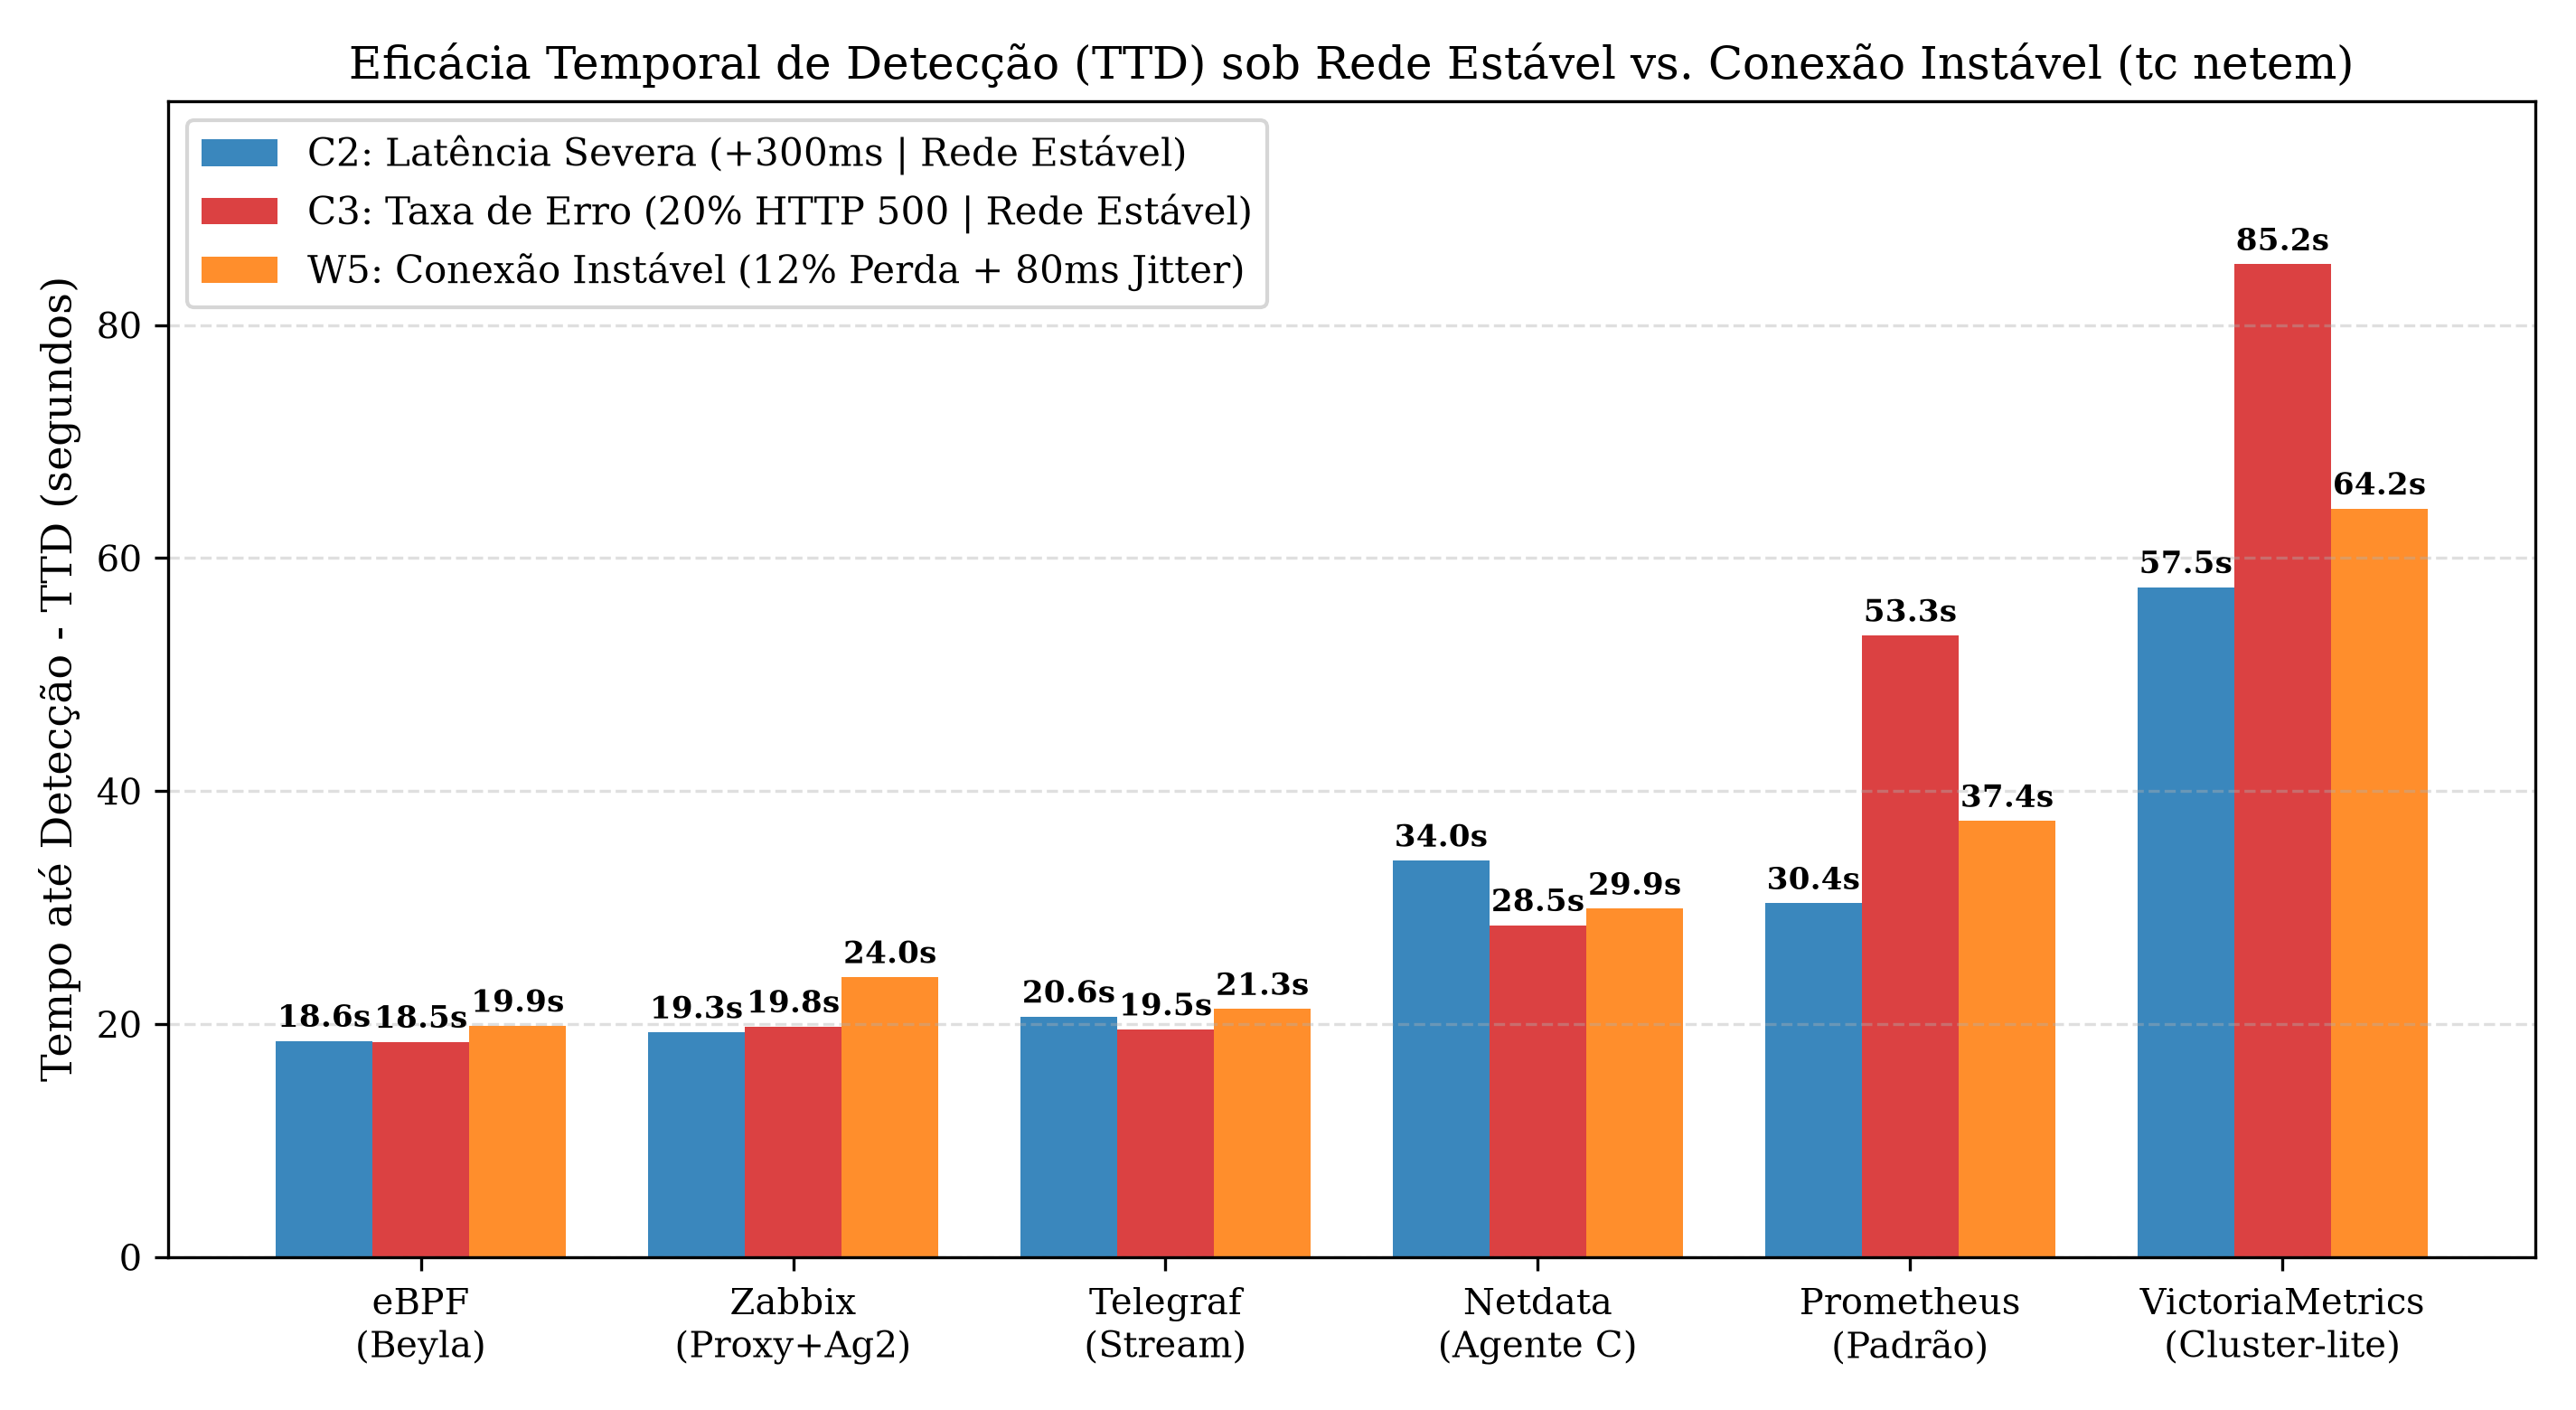 Eficácia Temporal de Detecção (TTD) sob Rede Estável vs. Conexão Instável (tc netem)
C2: Latência Severa (+300ms | Rede Estável)
C3: Taxa de Erro (20% HTTP 500 | Rede Estável)
W5: Conexão Instável (12% Perda + 80ms Jitter)
Tempo até Detecção - TTD (segundos)
80
60
40
20
0
18.6s
18.5s
19.9s
19.3s
19.8s
24.0s
20.6s
19.5s
21.3s
34.0s
28.5s
29.9s
30.4s
53.3s
37.4s
57.5s
85.2s
64.2s
eBPF
(Beyla)
Zabbix
(Proxy+Ag2)
Telegraf
(Stream)
Netdata
(Agente C)
Prometheus
(Padrão)
VictoriaMetrics
(Cluster-lite)